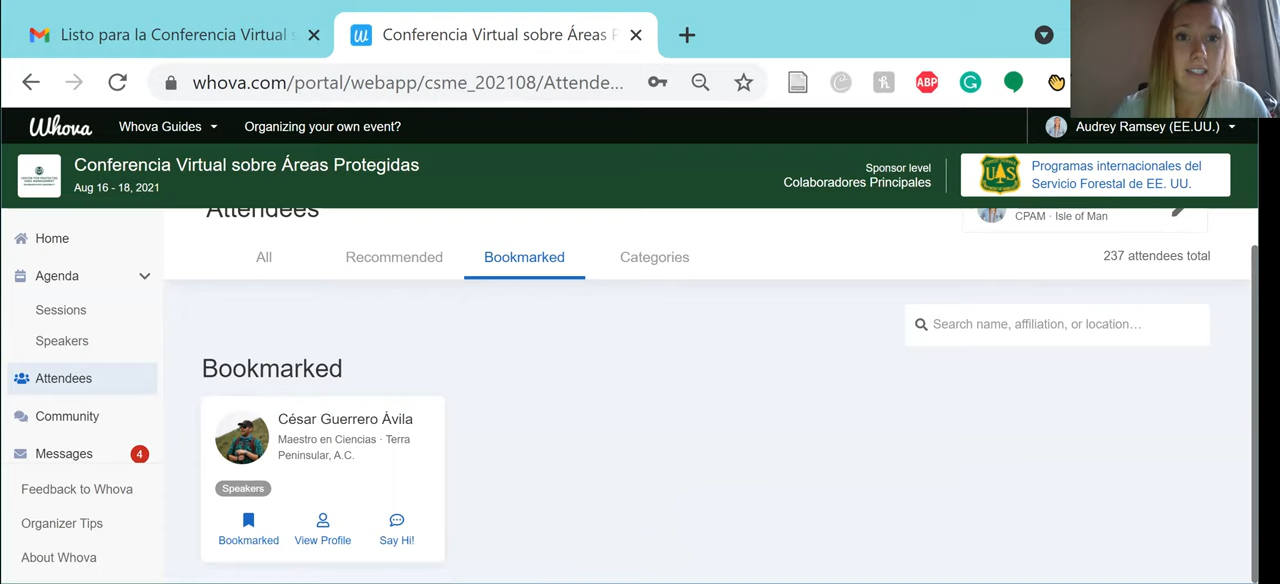 Listo para la Conferencia Virtual s
Conferencia Virtual sobre Áreas P
whova.com/portal/webapp/csme_202108/Attende...
ABP
Whova
Whova Guides
Organizing your own event?
Audrey Ramsey (EE.UU.)
Conferencia Virtual sobre Áreas Protegidas
Aug 16 - 18, 2021
Sponsor level
Colaboradores Principales
UAS
Programas internacionales del
Servicio Forestal de EE. UU.
Attendees
CPAM · Isle of Man
Home
Agenda
Sessions
Speakers
Attendees
Community
Messages 4
Feedback to Whova
Organizer Tips
About Whova
All
Recommended
Bookmarked
Categories
237 attendees total
Search name, affiliation, or location...
Bookmarked
César Guerrero Ávila
Maestro en Ciencias · Terra
Peninsular, A.C.
Speakers
Bookmarked
View Profile
Say Hi!